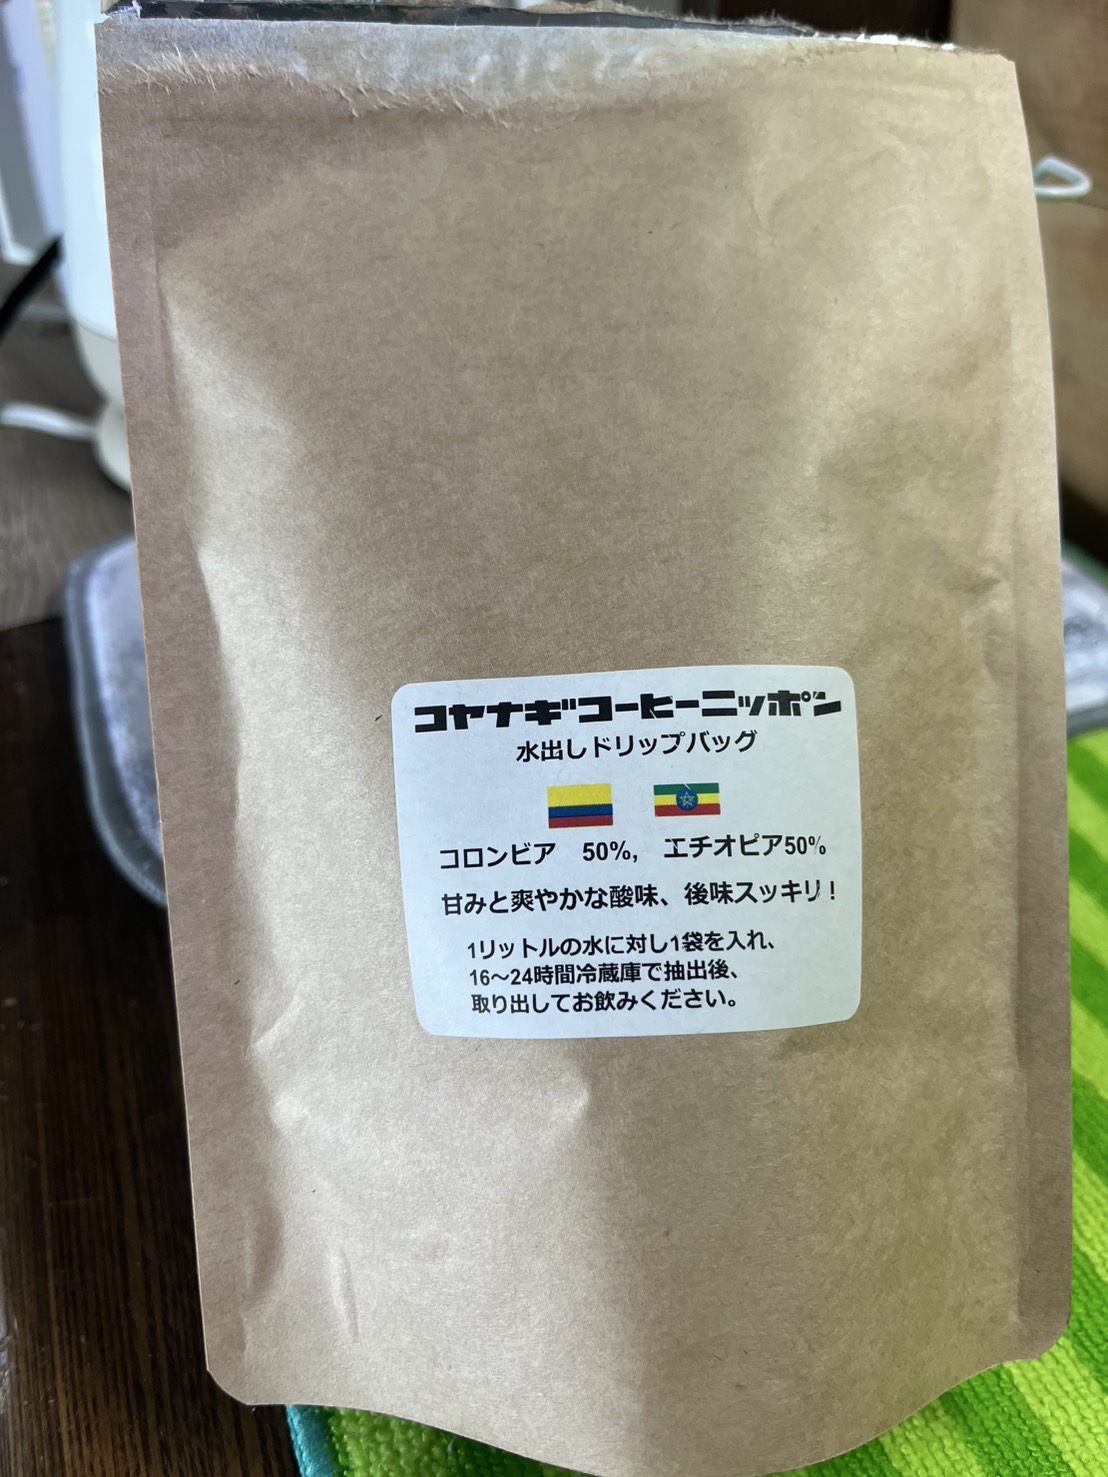 コヤナギコーヒーニッポン
水出しドリップバッグ
コロンビア　50%,　エチオピア50%
甘みと爽やかな酸味、後味スッキリ！
1リットルの水に対し1袋を入れ、
16〜24時間冷蔵庫で抽出後、
取り出してお飲みください。